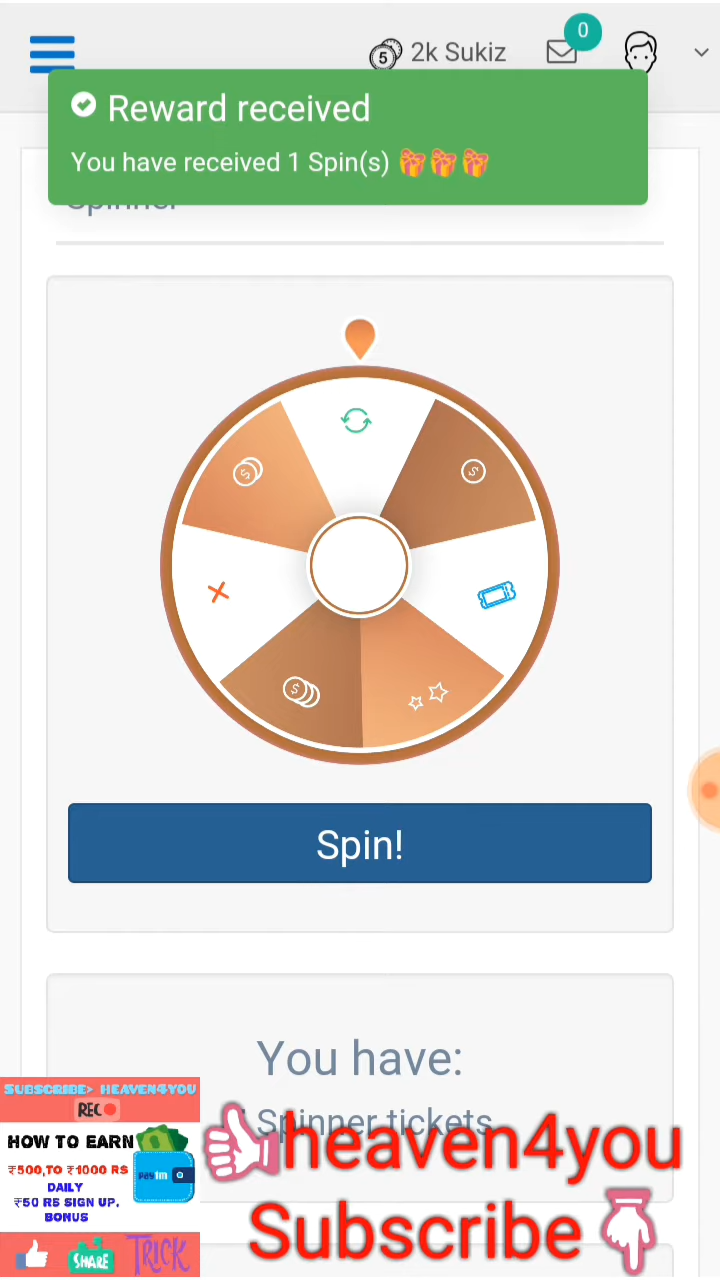 2k Sukiz
0
Reward received
You have received 1 Spin(s)
Spinner
Spin!
You have:
Spinner tickets
SUBSCRIBE> HEAVEN4YOU
REC
HOW TO EARN
₹500,TO ₹1000 RS
DAILY
₹50 RS SIGN UP.
BONUS
Paytm
SHARE
TRICK
heaven4you
Subscribe